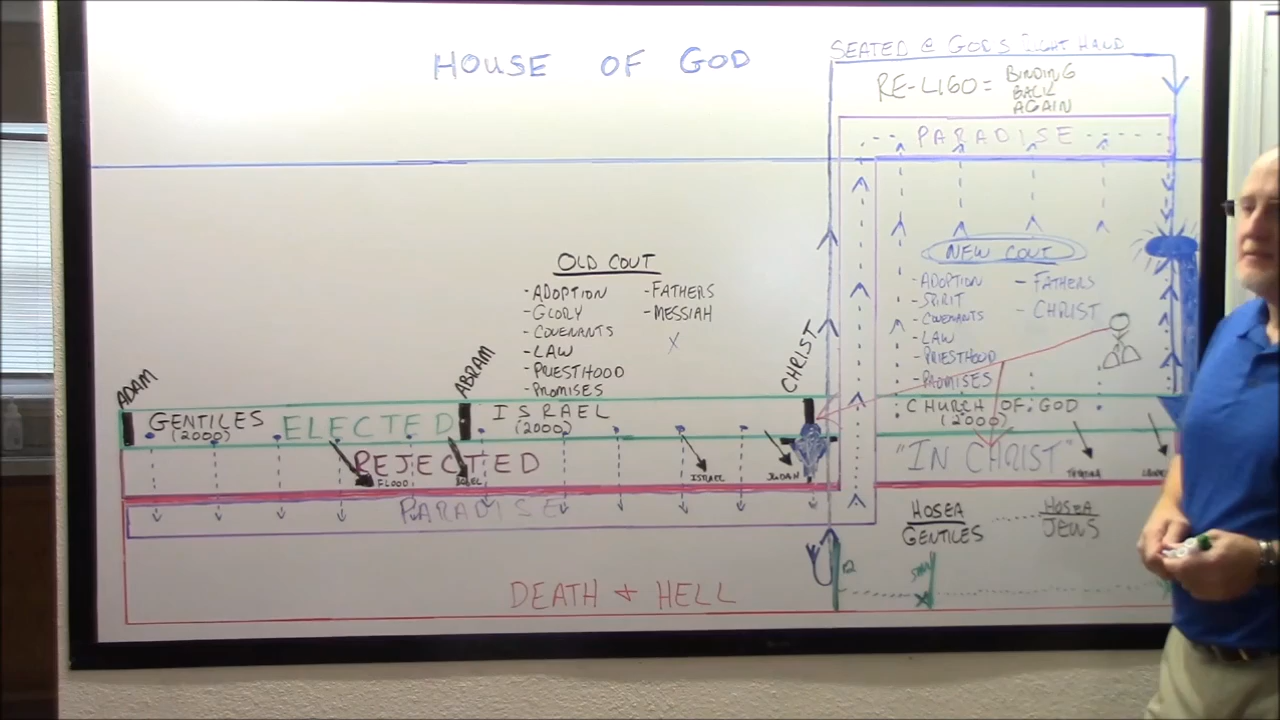 SEATED @ GOD'S RIGHT HAND
HOUSE OF GOD
RE-LIGO = BINDING
BACK
AGAIN
PARADISE
OLD COVT
- ADOPTION - FATHERS
- GLORY - MESSIAH
- COVENANTS X
- LAW
- PRIESTHOOD
- PROMISES
NEW COVT
- ADOPTION - FATHERS
- SPIRIT - CHRIST
- COVENANTS
- LAW
- PRIESTHOOD
- PROMISES
ADAM
ABRAM
CHRIST
GENTILES
(2000)
ELECTED
ISRAEL
(2000)
CHURCH OF GOD
(2000)
REJECTED
FLOOD
ISRAEL
JUDAH
"IN CHRIST"
PARADISE
HOSEA
GENTILES
HOSEA
JEWS
DEATH + HELL